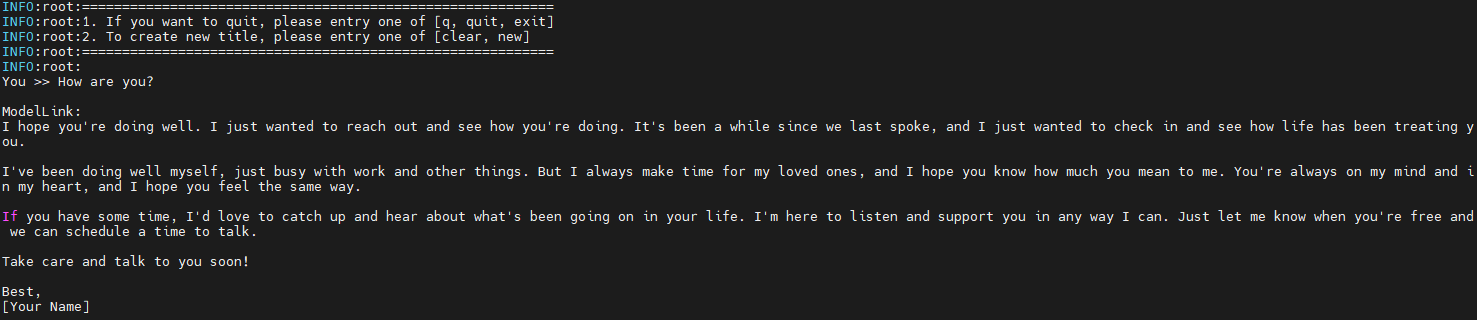 INFO:root:===========================================================
INFO:root:1. If you want to quit, please entry one of [q, quit, exit]
INFO:root:2. To create new title, please entry one of [clear, new]
INFO:root:===========================================================
INFO:root:
You >> How are you?
ModelLink:
I hope you're doing well. I just wanted to reach out and see how you're doing. It's been a while since we last spoke, and I just wanted to check in and see how life has been treating y
ou.
I've been doing well myself, just busy with work and other things. But I always make time for my loved ones, and I hope you know how much you mean to me. You're always on my mind and i
n my heart, and I hope you feel the same way.
If you have some time, I'd love to catch up and hear about what's been going on in your life. I'm here to listen and support you in any way I can. Just let me know when you're free and
we can schedule a time to talk.
Take care and talk to you soon!
Best,
[Your Name]